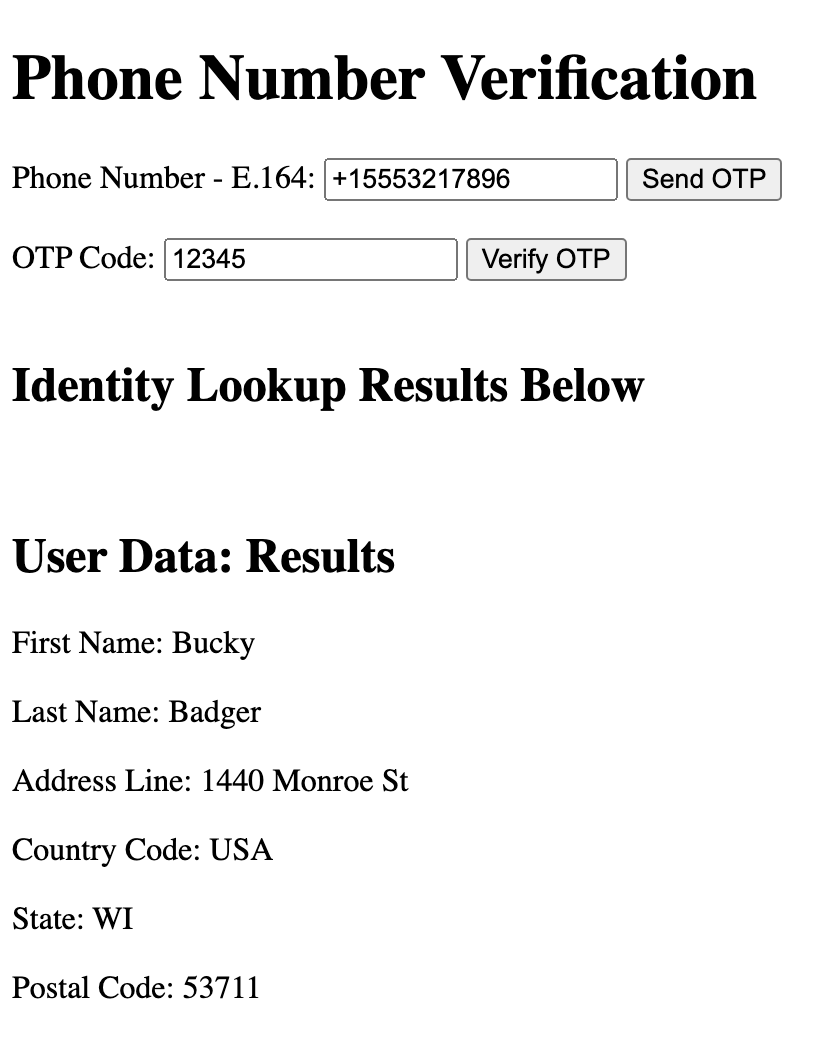 Phone Number Verification
Phone Number - E.164: +15553217896 Send OTP
OTP Code: 12345 Verify OTP
Identity Lookup Results Below
User Data: Results
First Name: Bucky
Last Name: Badger
Address Line: 1440 Monroe St
Country Code: USA
State: WI
Postal Code: 53711